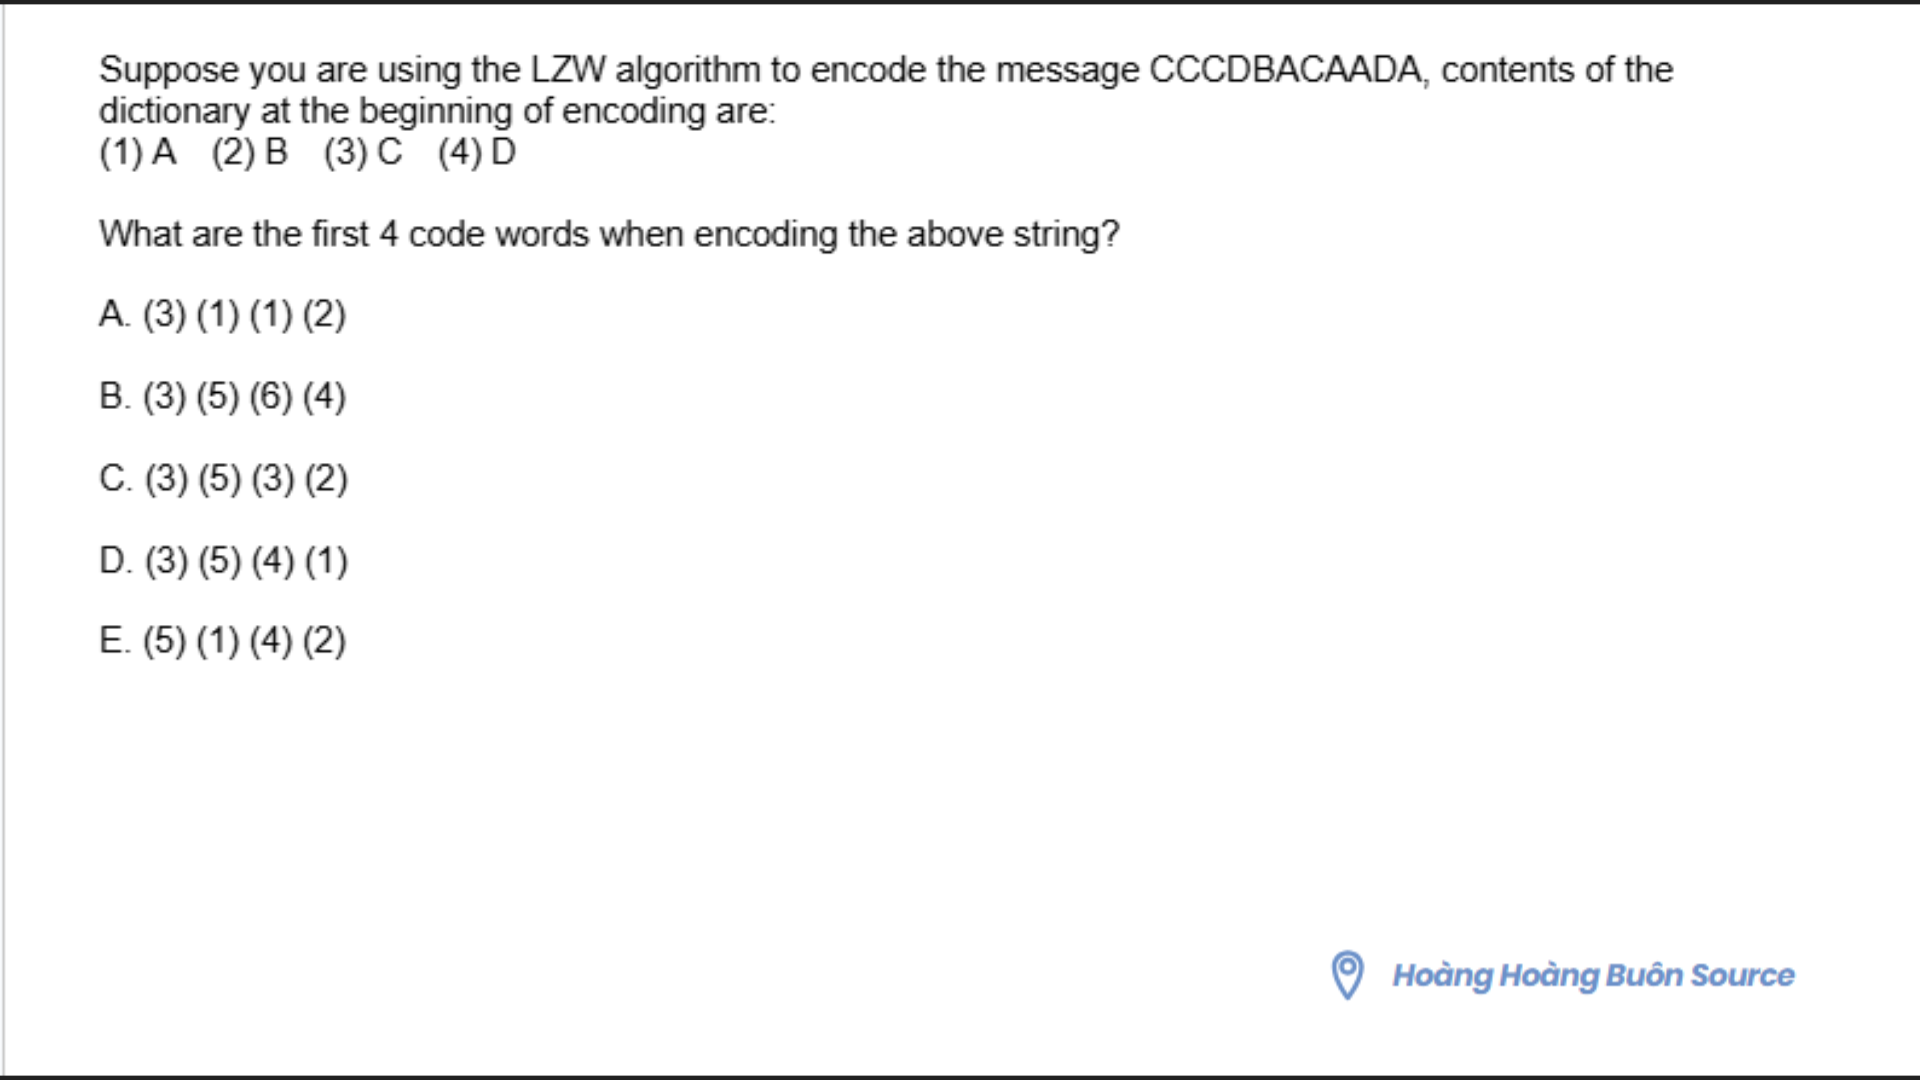 Suppose you are using the LZW algorithm to encode the message CCCDBACAADA, contents of the
dictionary at the beginning of encoding are:
(1) A (2) B (3) C (4) D
What are the first 4 code words when encoding the above string?
A. (3) (1) (1) (2)
B. (3) (5) (6) (4)
C. (3) (5) (3) (2)
D. (3) (5) (4) (1)
E. (5) (1) (4) (2)
Hoàng Hoàng Buôn Source